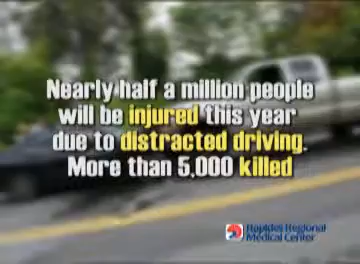 Nearly half a million people
will be injured this year
due to distracted driving.
More than 5,000 killed
Rapides Regional
Medical Center